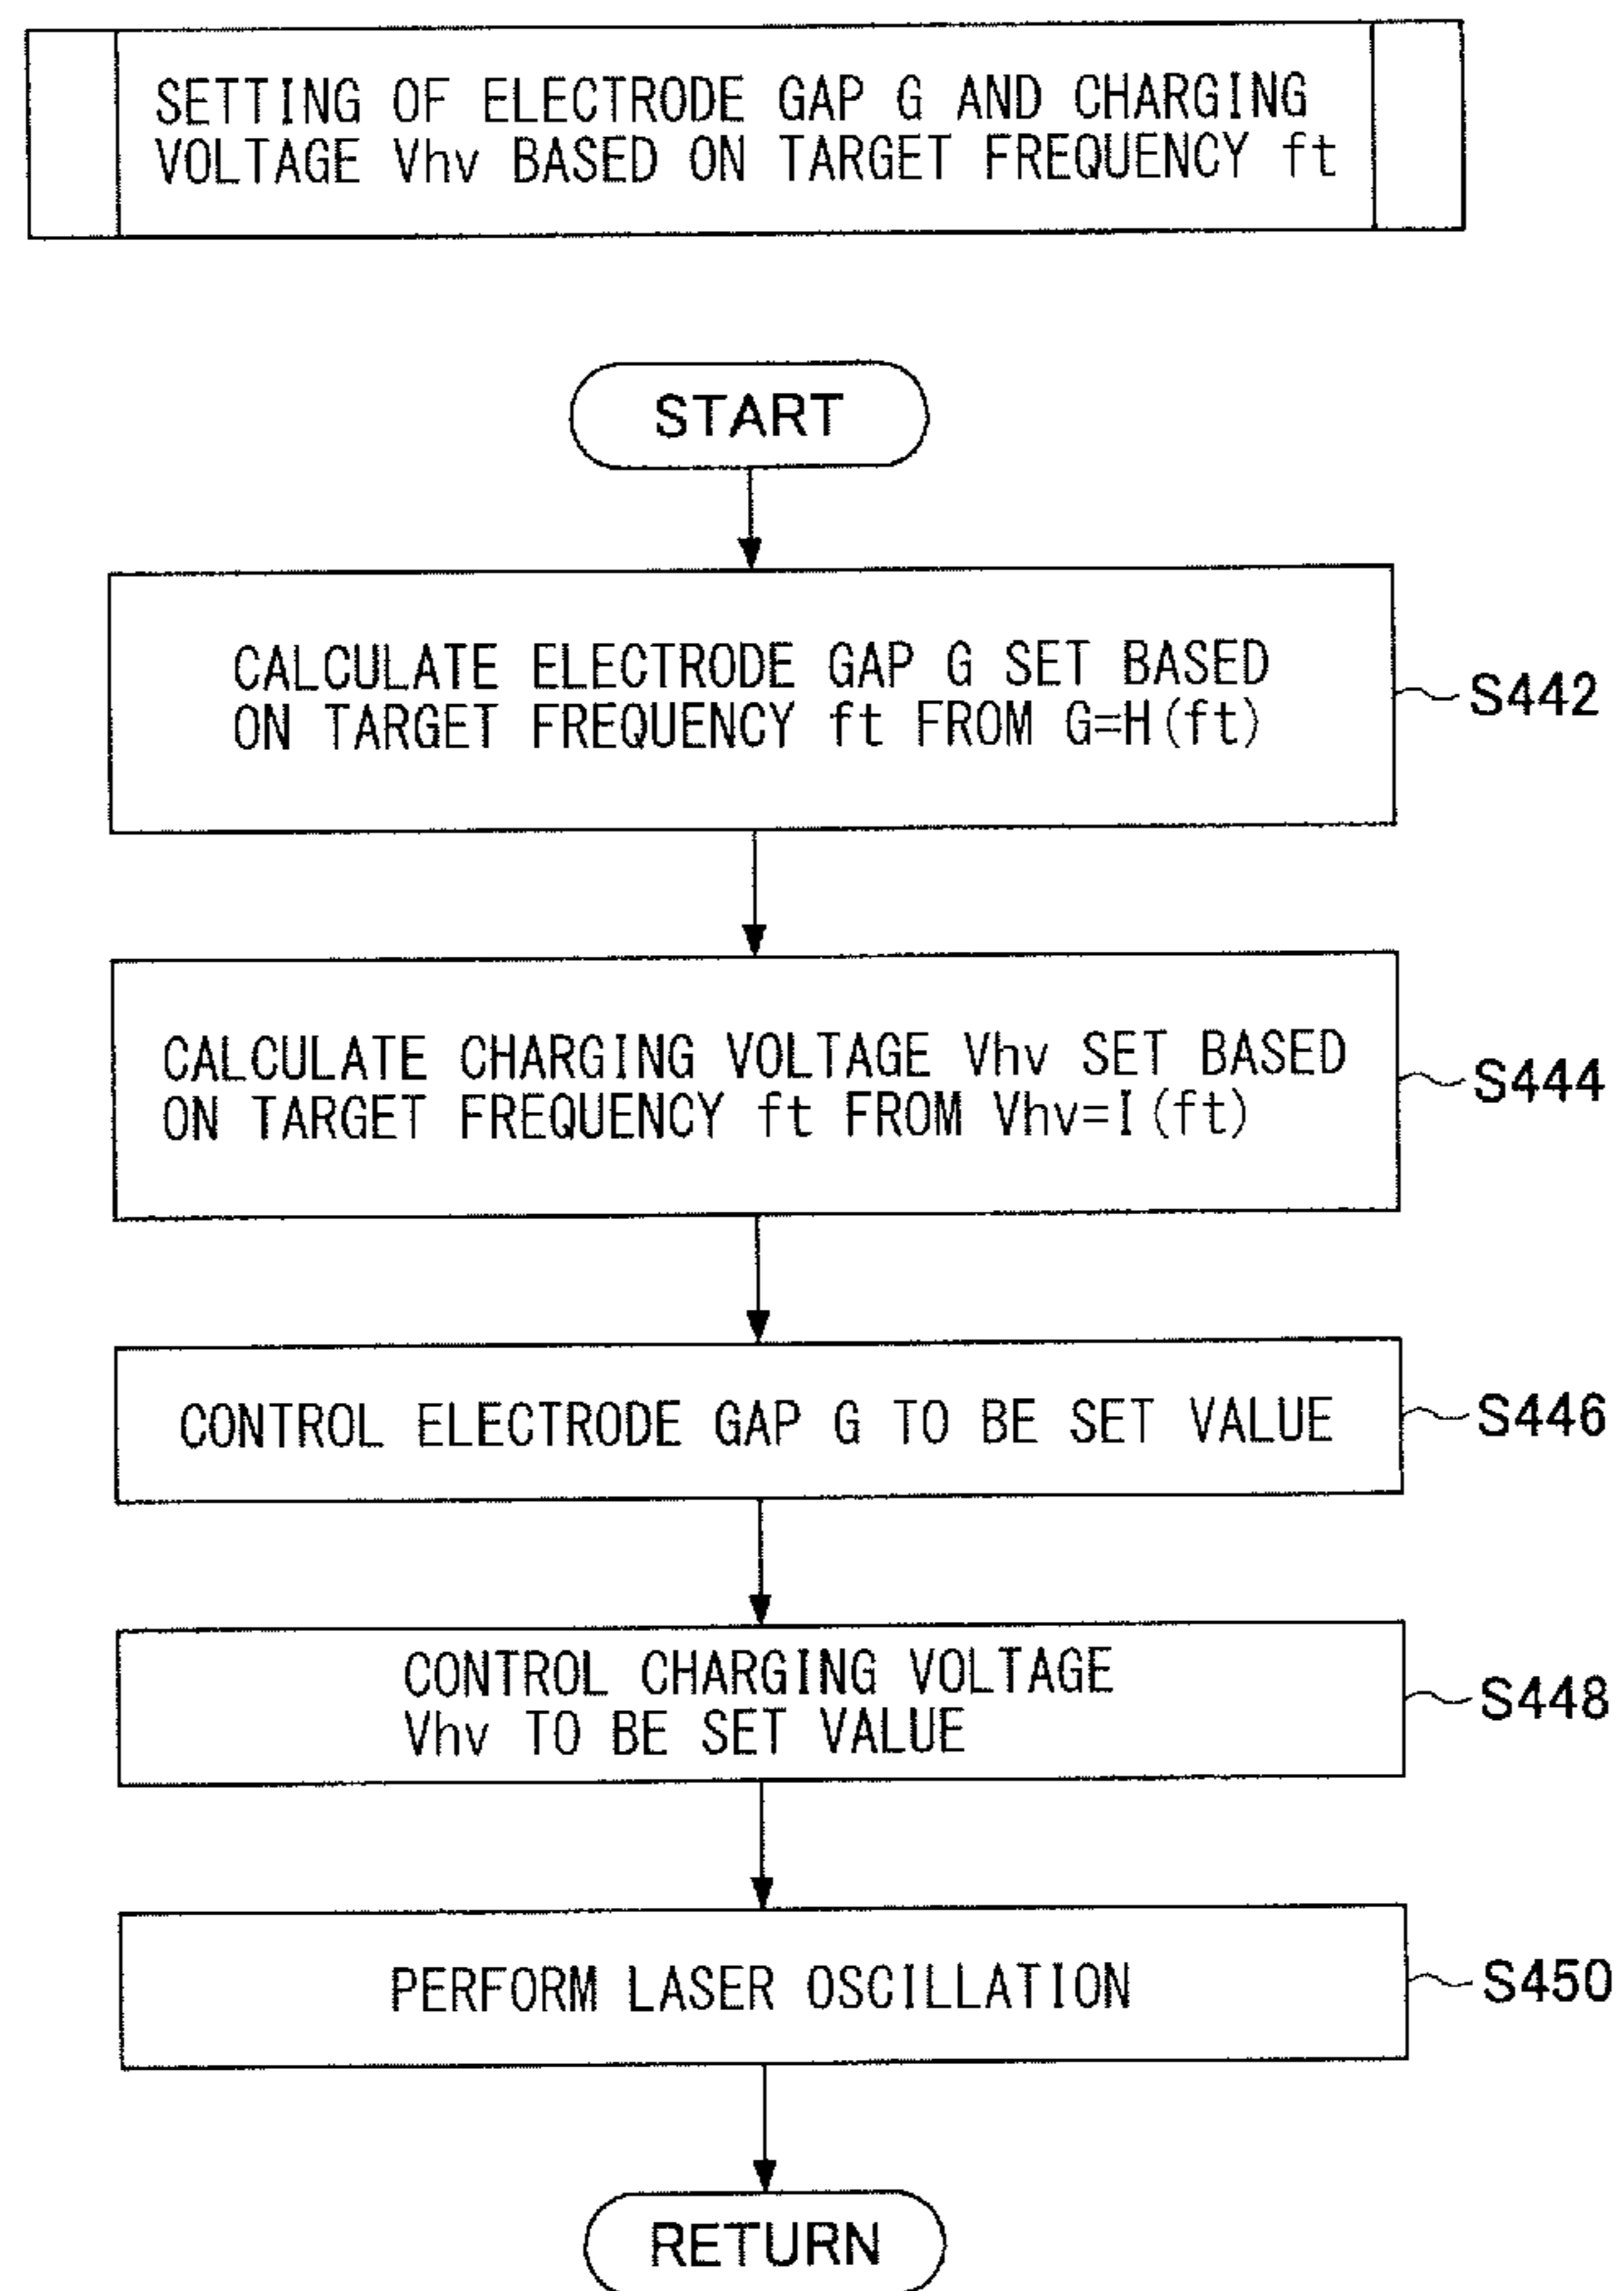 SETTING OF ELECTRODE GAP G AND CHARGING
VOLTAGE Vhv BASED ON TARGET FREQUENCY ft
START
CALCULATE ELECTRODE GAP G SET BASED
ON TARGET FREQUENCY ft FROM G=H(ft)
S442
CALCULATE CHARGING VOLTAGE Vhv SET BASED
ON TARGET FREQUENCY ft FROM Vhv=I(ft)
S444
CONTROL ELECTRODE GAP G TO BE SET VALUE
S446
CONTROL CHARGING VOLTAGE
Vhv TO BE SET VALUE
S448
PERFORM LASER OSCILLATION
S450
RETURN